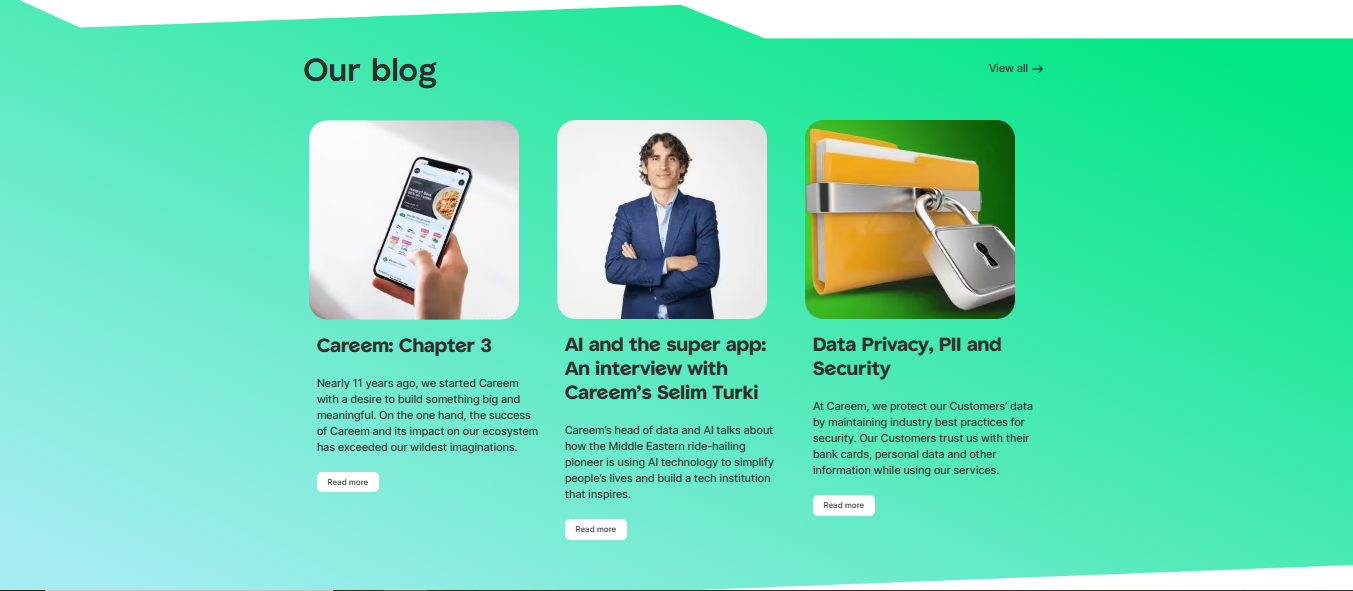 Our blog
View all →
Careem: Chapter 3
Nearly 11 years ago, we started Careem
with a desire to build something big and
meaningful. On the one hand, the success
of Careem and its impact on our ecosystem
has exceeded our wildest imaginations.
Read more
AI and the super app:
An interview with
Careem’s Selim Turki
Careem’s head of data and AI talks about
how the Middle Eastern ride-hailing
pioneer is using AI technology to simplify
people’s lives and build a tech institution
that inspires.
Read more
Data Privacy, PII and
Security
At Careem, we protect our Customers’ data
by maintaining industry best practices for
security. Our Customers trust us with their
bank cards, personal data and other
information while using our services.
Read more